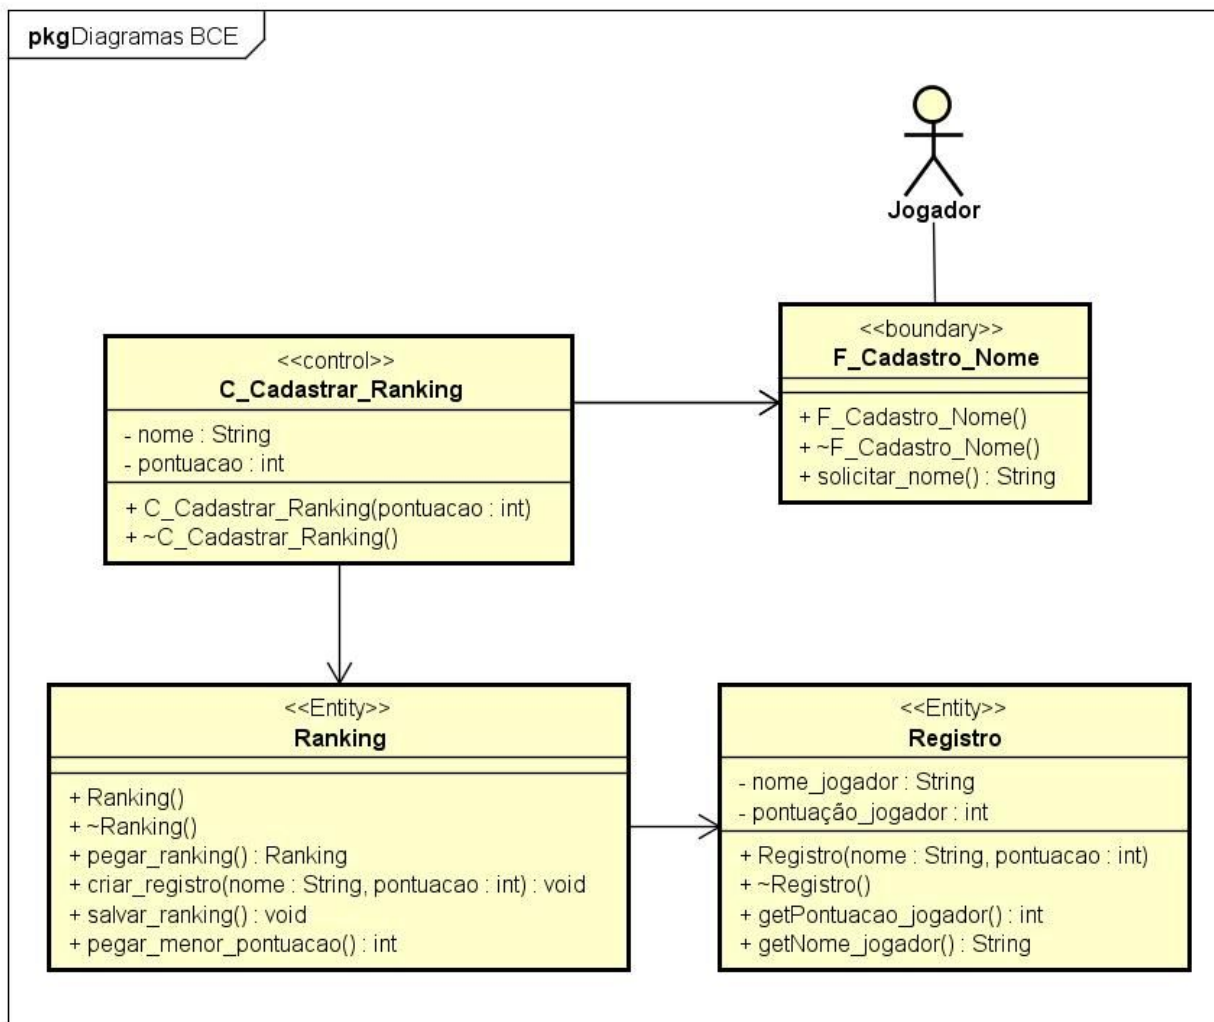 pkgDiagramas BCE
Jogador
<<boundary>>
F_Cadastro_Nome
+ F_Cadastro_Nome()
+ ~F_Cadastro_Nome()
+ solicitar_nome() : String
<<control>>
C_Cadastrar_Ranking
- nome : String
- pontuacao : int
+ C_Cadastrar_Ranking(pontuacao : int)
+ ~C_Cadastrar_Ranking()
<<Entity>>
Ranking
+ Ranking()
+ ~Ranking()
+ pegar_ranking() : Ranking
+ criar_registro(nome : String, pontuacao : int) : void
+ salvar_ranking() : void
+ pegar_menor_pontuacao() : int
<<Entity>>
Registro
- nome_jogador : String
- pontuação_jogador : int
+ Registro(nome : String, pontuacao : int)
+ ~Registro()
+ getPontuacao_jogador() : int
+ getNome_jogador() : String